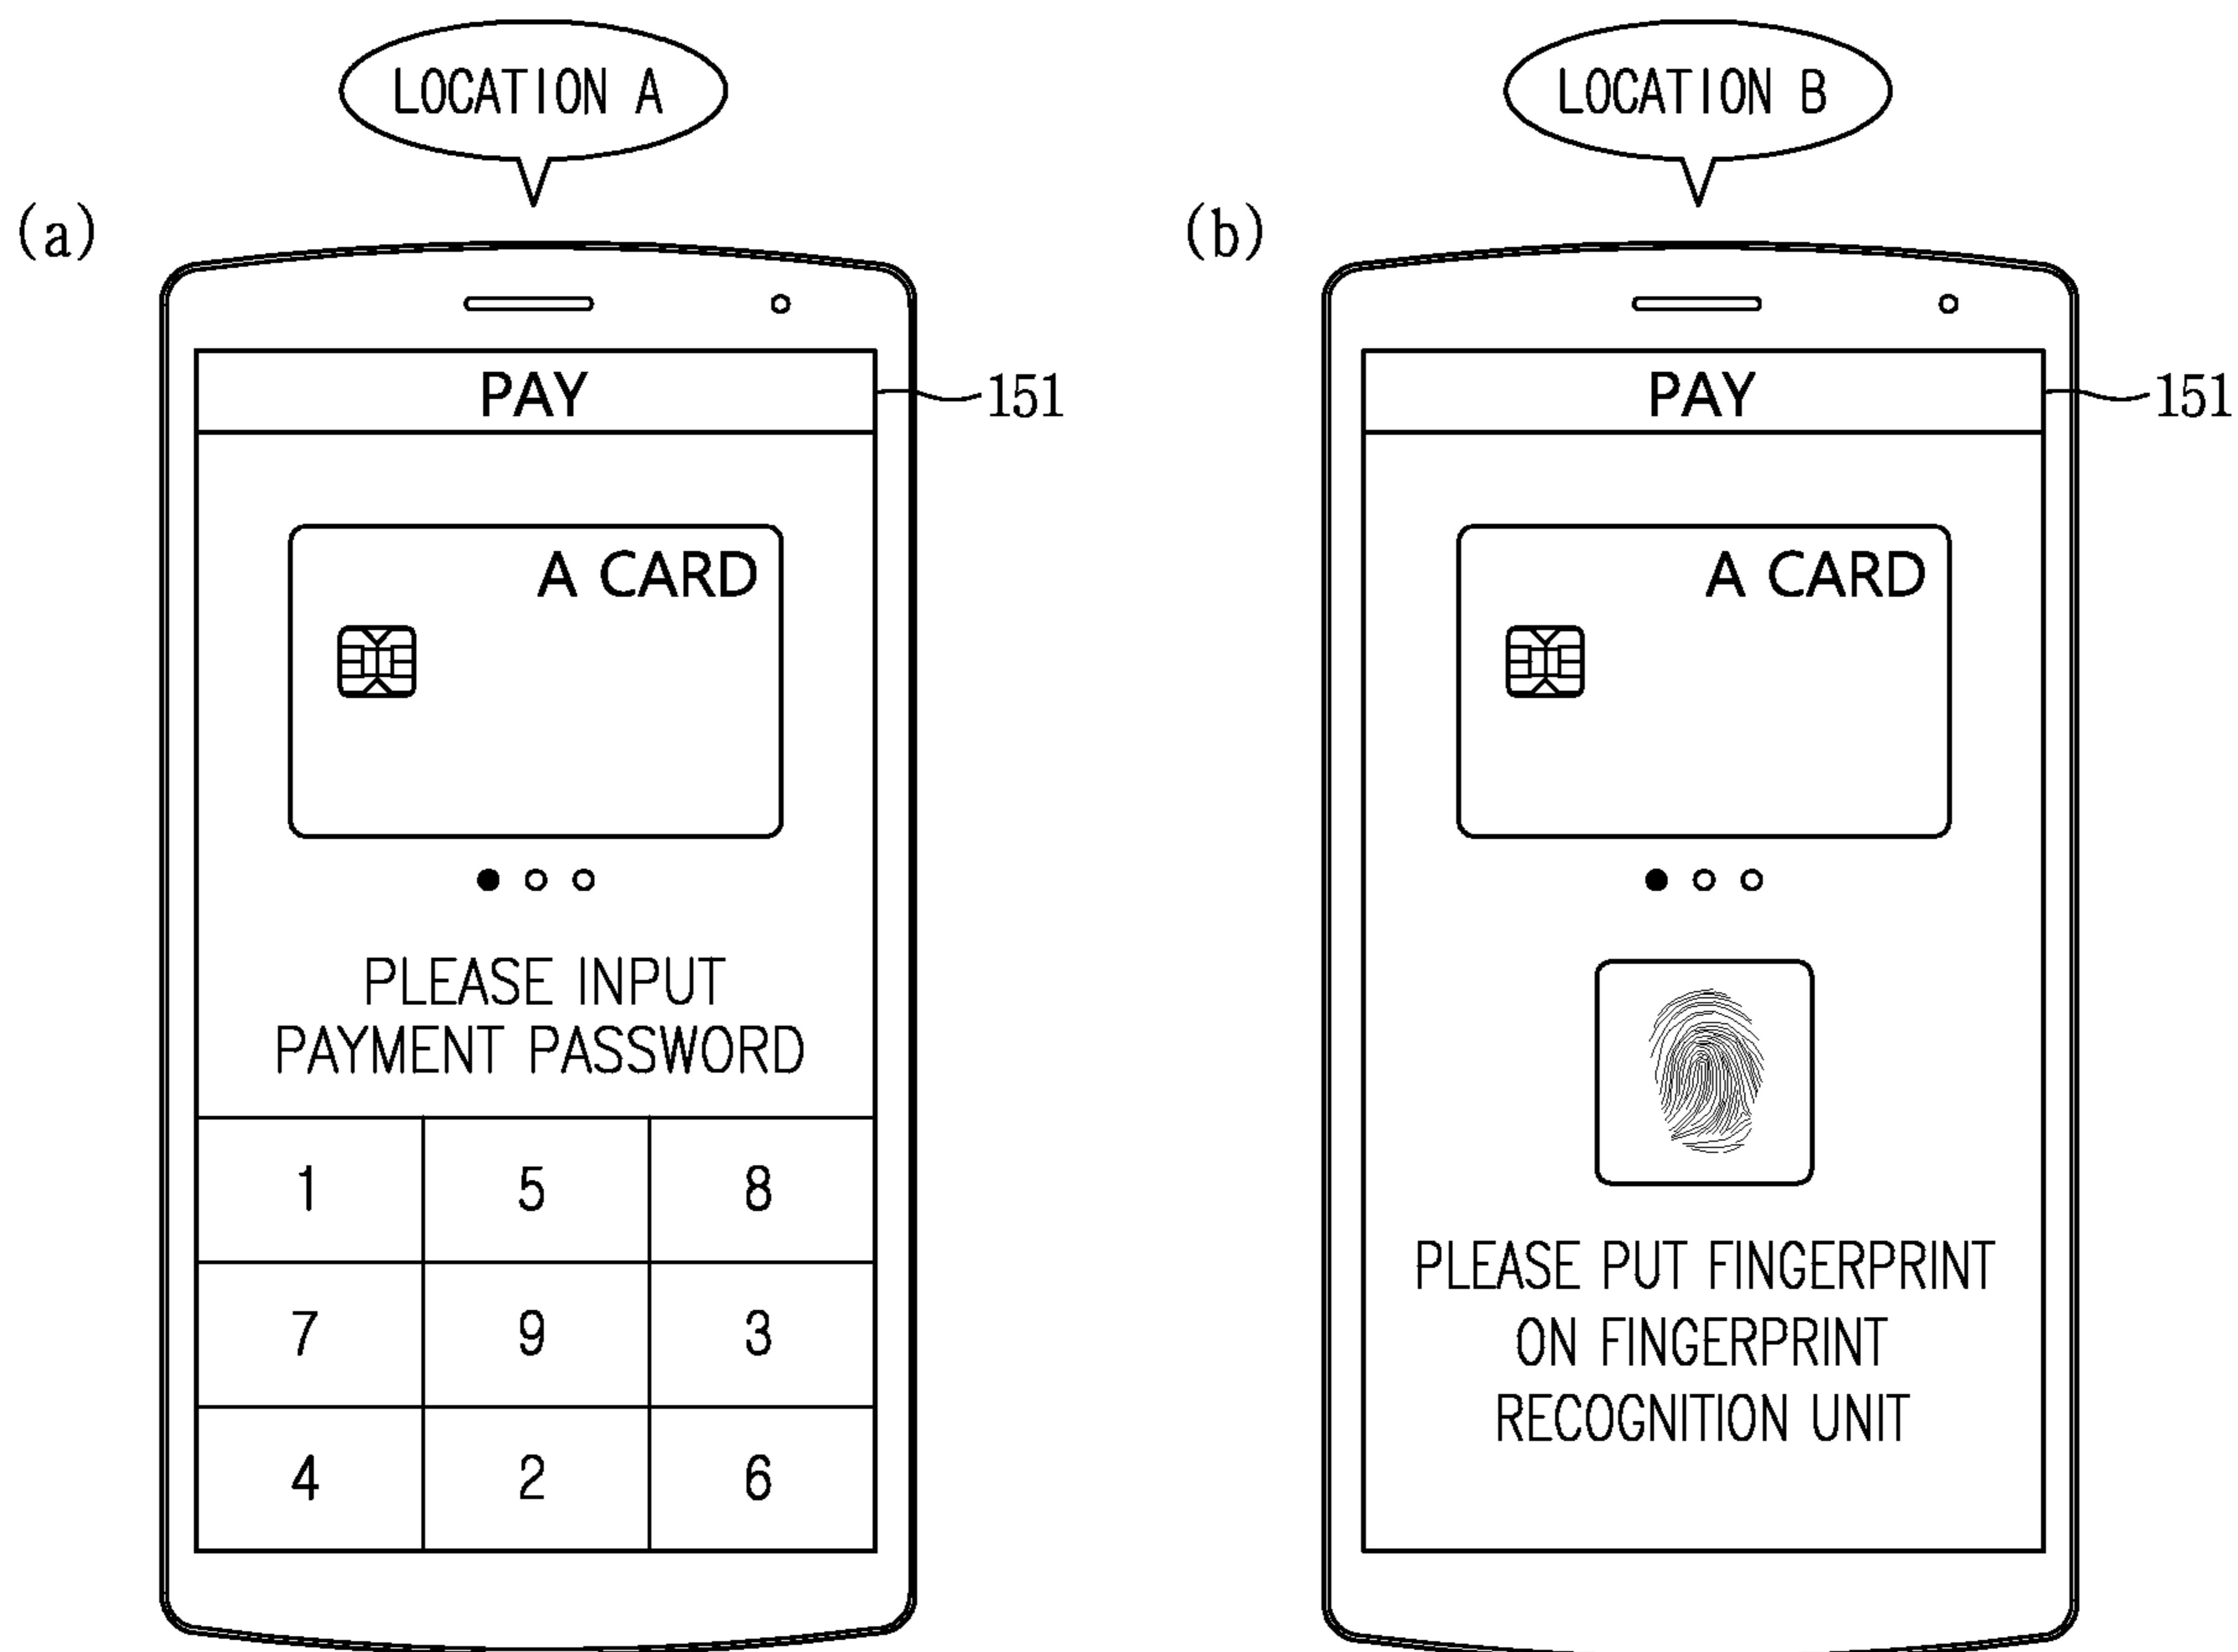 LOCATION A
(a)
PAY
151
A CARD
PLEASE INPUT
PAYMENT PASSWORD
1 5 8
7 9 3
4 2 6
LOCATION B
(b)
PAY
151
A CARD
PLEASE PUT FINGERPRINT
ON FINGERPRINT
RECOGNITION UNIT